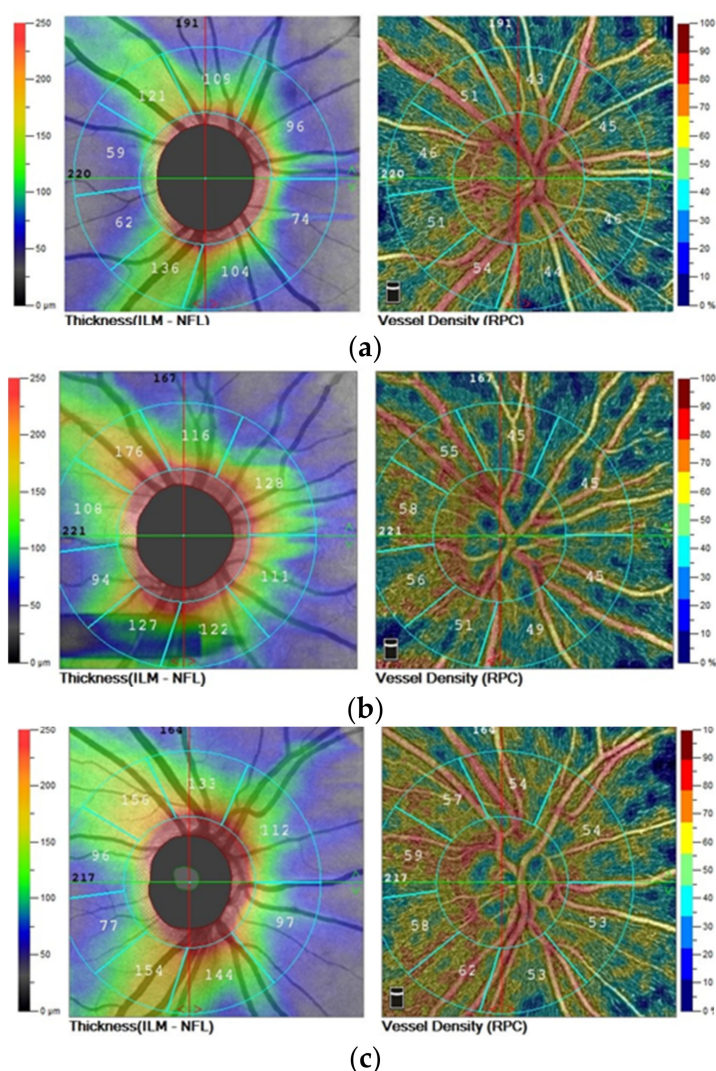 250 191 191 100
90
200 109 43 80
121 51
96 45 70
150 60
59 46 50
100 220 220 40
62 74 51 46 30
50 20
136 104 54 44 10
0 µm 0 %
Thickness(ILM - NFL) Vessel Density (RPC)
(a)
250 167 167 100
90
200 116 45 80
176 55
128 45 70
150 60
108 58 50
100 221 221 40
94 111 56 45 30
50 20
127 122 51 49 10
0 µm 0 %
Thickness(ILM - NFL) Vessel Density (RPC)
(b)
250 164 164 10
90
200 133 54 80
156 57
112 54 70
150 60
96 59 50
100 217 217 40
77 97 58 53 30
50 20
154 144 62 53 10
0 µm
Thickness(ILM - NFL) Vessel Density (RPC)
(c)